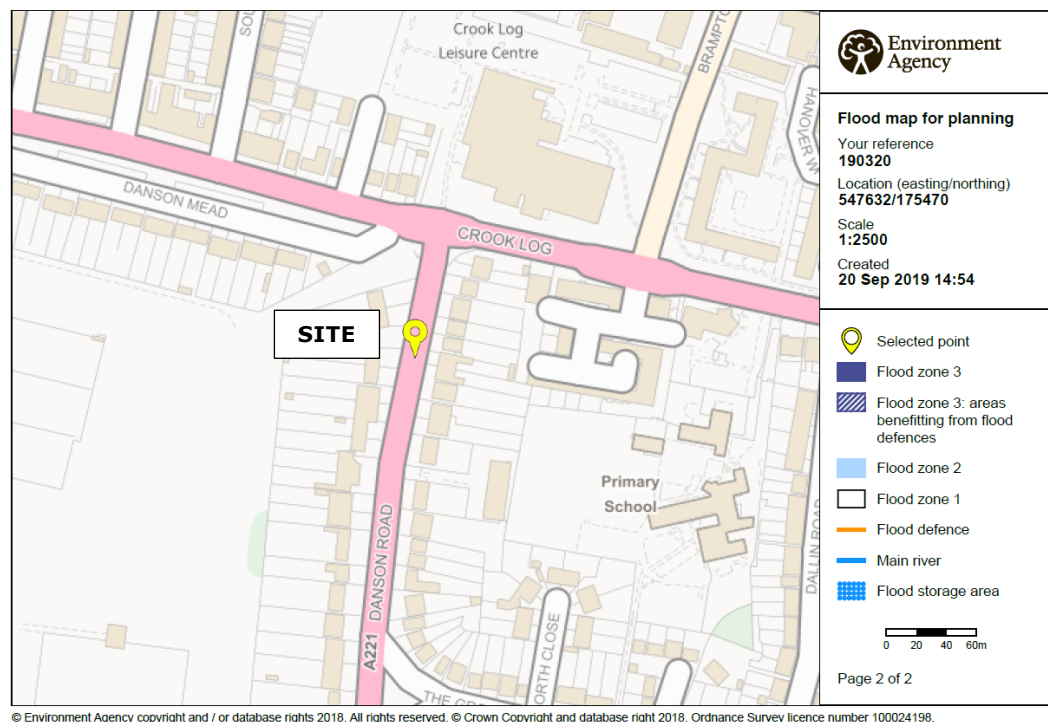 Crook Log
Leisure Centre
SOU
BRAMPTO
HANOVER W
DANSON MEAD
CROOK LOG
SITE
Primary
School
DANSON ROAD
A221
DALLIN ROAD
ORTH CLOSE
THE GRO
Environment
Agency
Flood map for planning
Your reference
190320
Location (easting/northing)
547632/175470
Scale
1:2500
Created
20 Sep 2019 14:54
Selected point
Flood zone 3
Flood zone 3: areas
benefitting from flood
defences
Flood zone 2
Flood zone 1
Flood defence
Main river
Flood storage area
0 20 40 60m
Page 2 of 2
© Environment Agency copyright and / or database rights 2018. All rights reserved. © Crown Copyright and database right 2018. Ordnance Survey licence number 100024198.